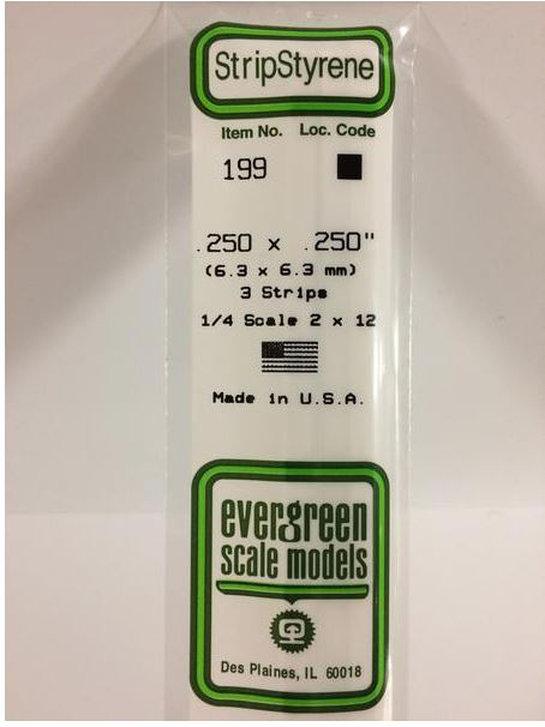 StripStyrene
Item No. Loc. Code
199
.250 x .250"
(6.3 x 6.3 mm)
3 Strips
1/4 Scale 2 x 12
Made in U.S.A.
evergreen
scale models
Des Plaines, IL 60018